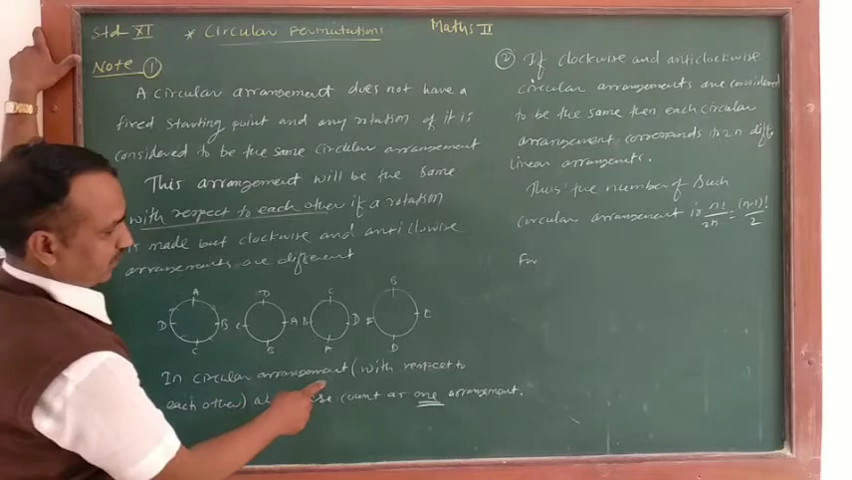 Std XI * Circular Permutations Maths II
Note 1
A circular arrangement does not have a
fixed starting point and any rotation of it is
considered to be the same circular arrangement
This arrangement will be the same
with respect to each other if a rotation
is made but clockwise and anticlockwise
arrangements are different
A D B C
D C A B
C B D A
B E C D
In circular arrangement (with respect to
each other) count as one arrangement.
2 If clockwise and anticlockwise
circular arrangements are considered
to be the same then each circular
arrangement corresponds to 2n difft
linear arrangements.
Thus the number of such
circular arrangement is n!/2n = (n-1)!/2
For